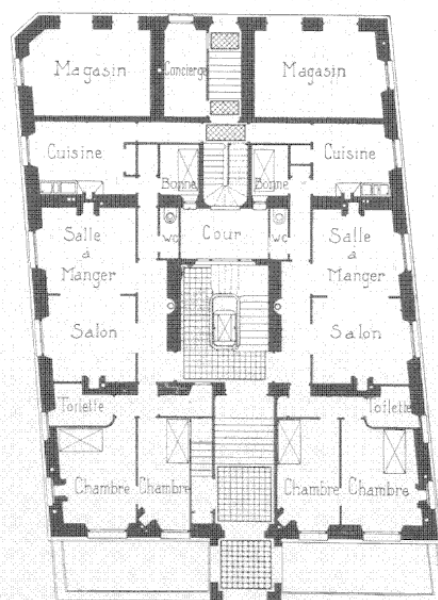 Magasin
Concierge
Magasin
Cuisine
Cuisine
Bonne
Bonne
WC
Cour
WC
Salle
à
Manger
Salle
à
Manger
Salon
Salon
Toilette
Toilette
Chambre
Chambre
Chambre
Chambre